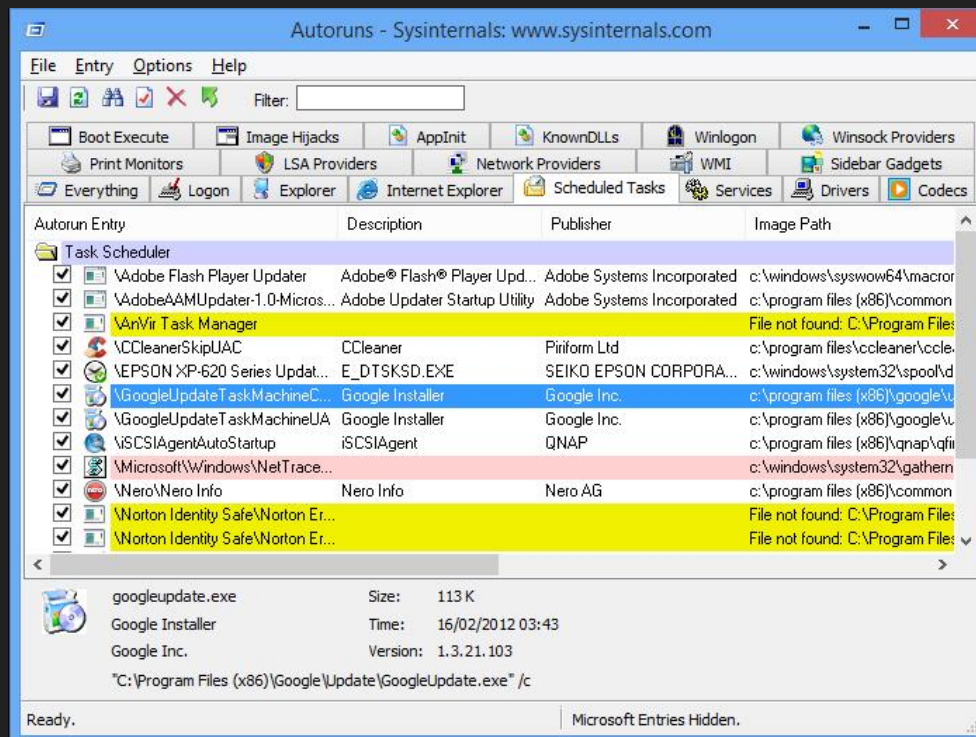 Autoruns - Sysinternals: www.sysinternals.com
File Entry Options Help
Filter:
Boot Execute Image Hijacks AppInit KnownDLLs Winlogon Winsock Providers
Print Monitors LSA Providers Network Providers WMI Sidebar Gadgets
Everything Logon Explorer Internet Explorer Scheduled Tasks Services Drivers Codecs
Autorun Entry Description Publisher Image Path
Task Scheduler
\Adobe Flash Player Updater Adobe® Flash® Player Upd... Adobe Systems Incorporated c:\windows\syswow64\macror
\AdobeAAMUpdater-1.0-Micros... Adobe Updater Startup Utility Adobe Systems Incorporated c:\program files (x86)\common
\AnVir Task Manager File not found: C:\Program Files
\CCleanerSkipUAC CCleaner Piriform Ltd c:\program files\ccleaner\ccle
\EPSON XP-620 Series Updat... E_DTSKSD.EXE SEIKO EPSON CORPORA... c:\windows\system32\spool\d
\GoogleUpdateTaskMachineC... Google Installer Google Inc. c:\program files (x86)\google\u
\GoogleUpdateTaskMachineUA Google Installer Google Inc. c:\program files (x86)\google\u
\iSCSIAgentAutoStartup iSCSIAgent QNAP c:\program files (x86)\qnap\qfi
\Microsoft\Windows\NetTrace... c:\windows\system32\gathern
\Nero\Nero Info Nero Info Nero AG c:\program files (x86)\common
\Norton Identity Safe\Norton Er... File not found: C:\Program Files
\Norton Identity Safe\Norton Er... File not found: C:\Program Files
googleupdate.exe Size: 113 K
Google Installer Time: 16/02/2012 03:43
Google Inc. Version: 1.3.21.103
"C:\Program Files (x86)\Google\Update\GoogleUpdate.exe" /c
Ready. Microsoft Entries Hidden.